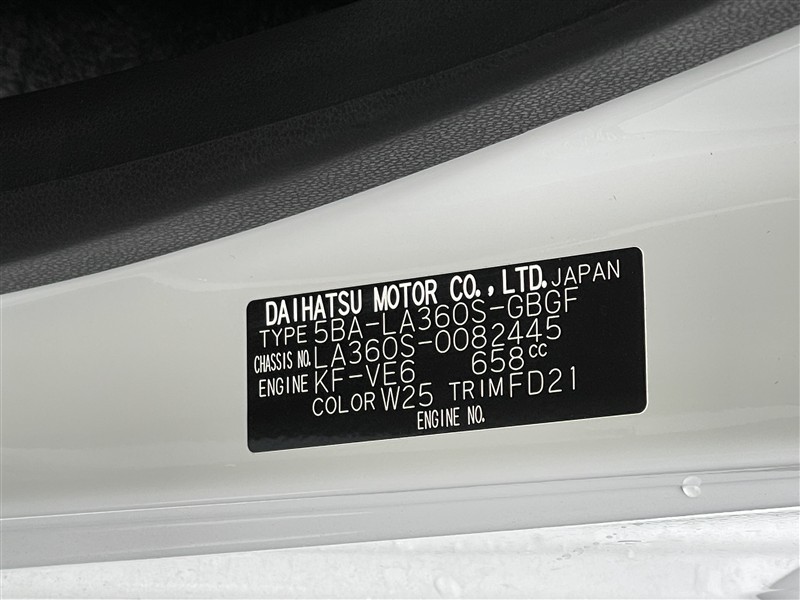 DAIHATSU MOTOR CO., LTD. JAPAN
TYPE 5BA-LA360S-GBGF
CHASSIS NO. LA360S-0082445
ENGINE KF-VE6 658cc
COLOR W25 TRIM FD21
ENGINE NO.